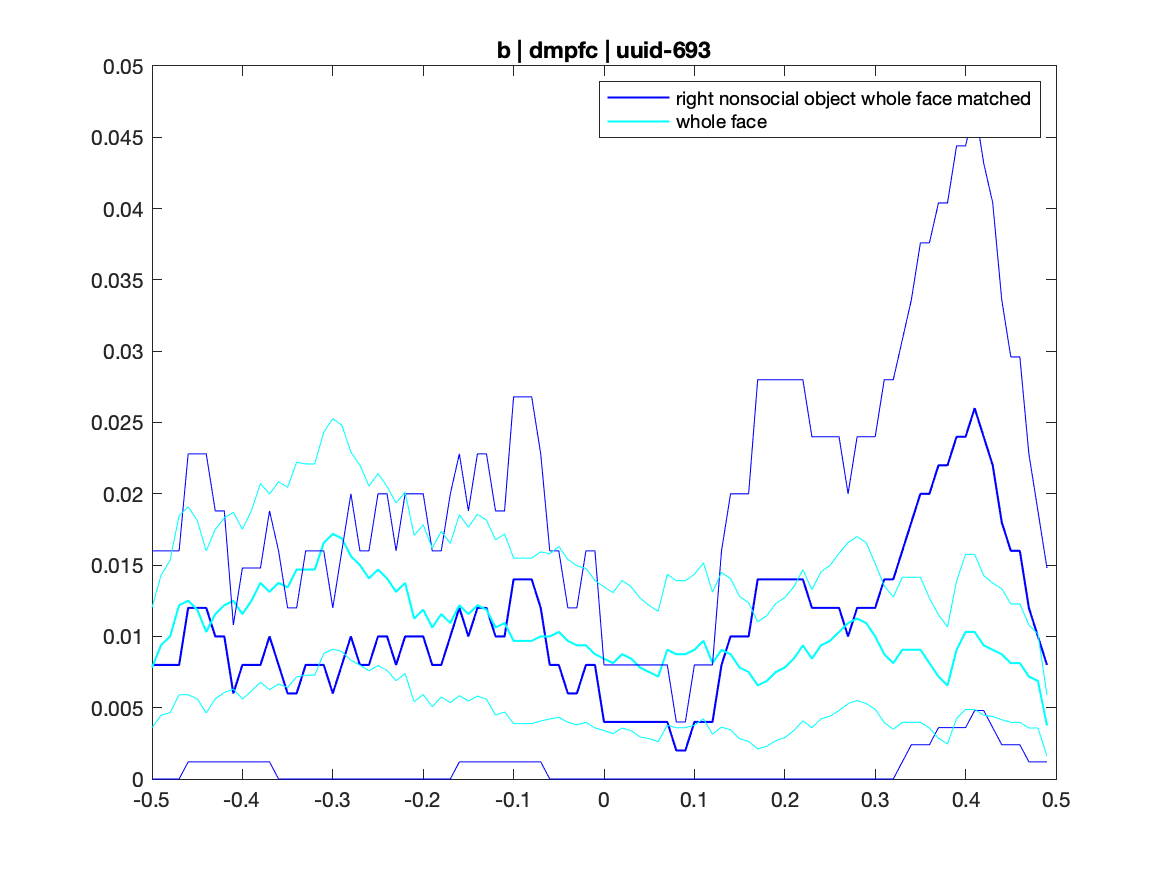 b | dmpfc | uuid-693
0.05
right nonsocial object whole face matched
whole face
0.045
0.04
0.035
0.03
0.025
0.02
0.015
0.01
0.005
0
-0.5 -0.4 -0.3 -0.2 -0.1 0 0.1 0.2 0.3 0.4 0.5